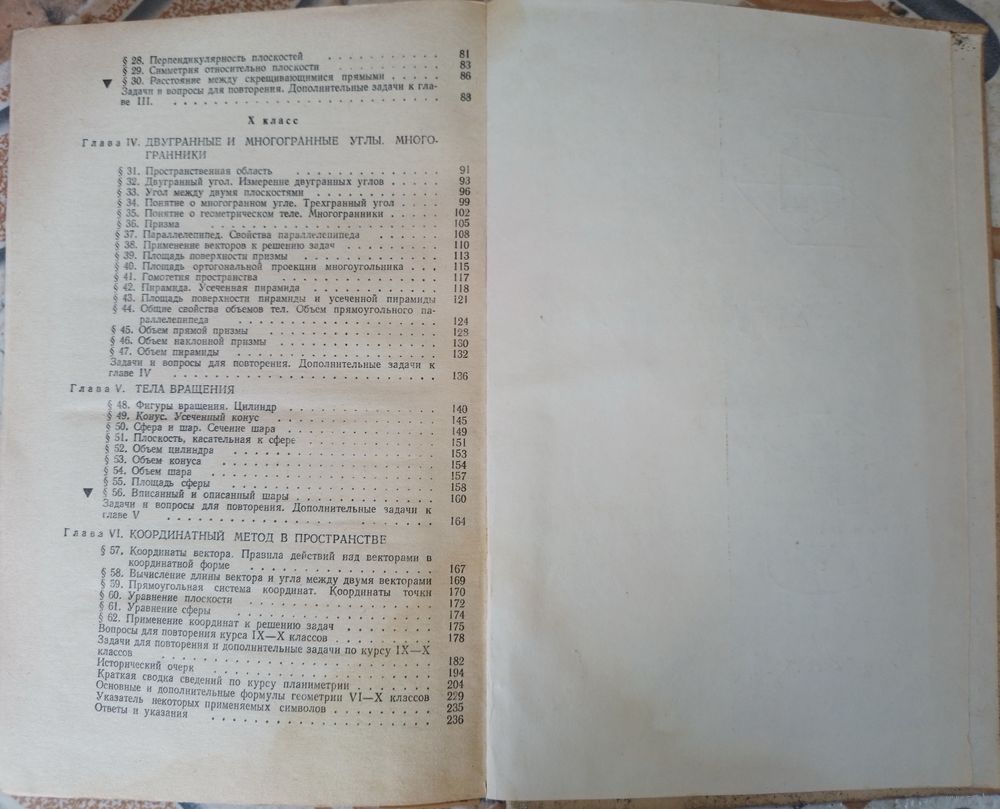 § 28. Перпендикулярность плоскостей . . . . . . . . . 81
§ 29. Симметрия относительно плоскости . . . . . . . . 83
▼ § 30. Расстояние между скрещивающимися прямыми . . . . . 86
Задачи и вопросы для повторения. Дополнительные задачи к гла-
ве III. . . . . . . . . . . . . . . . . . . . . . 88
X класс
Глава IV. ДВУГРАННЫЕ И МНОГОГРАННЫЕ УГЛЫ. МНОГО-
ГРАННИКИ
§ 31. Пространственная область . . . . . . . . . . . . 91
§ 32. Двугранный угол. Измерение двугранных углов . . . . . 93
§ 33. Угол между двумя плоскостями . . . . . . . . . . 96
§ 34. Понятие о многогранном угле. Трехгранный угол . . . . 99
§ 35. Понятие о геометрическом теле. Многогранники . . . . . 102
§ 36. Призма . . . . . . . . . . . . . . . . . . . 105
§ 37. Параллелепипед. Свойства параллелепипеда . . . . . . 108
§ 38. Применение векторов к решению задач . . . . . . . . 110
§ 39. Площадь поверхности призмы . . . . . . . . . . . 113
§ 40. Площадь ортогональной проекции многоугольника . . . 115
§ 41. Гомотетия пространства . . . . . . . . . . . . . 117
§ 42. Пирамида. Усеченная пирамида . . . . . . . . . . 118
§ 43. Площадь поверхности пирамиды и усеченной пирамиды 121
§ 44. Общие свойства объемов тел. Объем прямоугольного па-
раллелепипеда . . . . . . . . . . . . . . . . . 124
§ 45. Объем прямой призмы . . . . . . . . . . . . . . 128
§ 46. Объем наклонной призмы . . . . . . . . . . . . . 130
§ 47. Объем пирамиды . . . . . . . . . . . . . . . . 132
Задачи и вопросы для повторения. Дополнительные задачи к
главе IV . . . . . . . . . . . . . . . . . . . . 136
Глава V. ТЕЛА ВРАЩЕНИЯ
§ 48. Фигуры вращения. Цилиндр . . . . . . . . . . . . 140
§ 49. Конус. Усеченный конус . . . . . . . . . . . . . 145
§ 50. Сфера и шар. Сечение шара . . . . . . . . . . . . 149
§ 51. Плоскость, касательная к сфере . . . . . . . . . . 151
§ 52. Объем цилиндра . . . . . . . . . . . . . . . . 153
§ 53. Объем конуса . . . . . . . . . . . . . . . . . 154
§ 54. Объем шара . . . . . . . . . . . . . . . . . . 157
§ 55. Площадь сферы . . . . . . . . . . . . . . . . 158
▼ § 56. Вписанный и описанный шары . . . . . . . . . . . 160
Задачи и вопросы для повторения. Дополнительные задачи к
главе V . . . . . . . . . . . . . . . . . . . . 164
Глава VI. КООРДИНАТНЫЙ МЕТОД В ПРОСТРАНСТВЕ
§ 57. Координаты вектора. Правила действий над векторами в
координатной форме . . . . . . . . . . . . . . . 167
§ 58. Вычисление длины вектора и угла между двумя векторами 169
§ 59. Прямоугольная система координат. Координаты точки 170
§ 60. Уравнение плоскости . . . . . . . . . . . . . . 172
§ 61. Уравнение сферы . . . . . . . . . . . . . . . . 174
§ 62. Применение координат к решению задач . . . . . . . 175
Вопросы для повторения курса IX—X классов . . . . . . . . 178
Задачи для повторения и дополнительные задачи по курсу IX—X
классов . . . . . . . . . . . . . . . . . . . . 182
Исторический очерк . . . . . . . . . . . . . . . . 194
Краткая сводка сведений по курсу планиметрии . . . . . . . 204
Основные и дополнительные формулы геометрии VI—X классов 229
Указатель некоторых применяемых символов . . . . . . . . 235
Ответы и указания . . . . . . . . . . . . . . . . 236